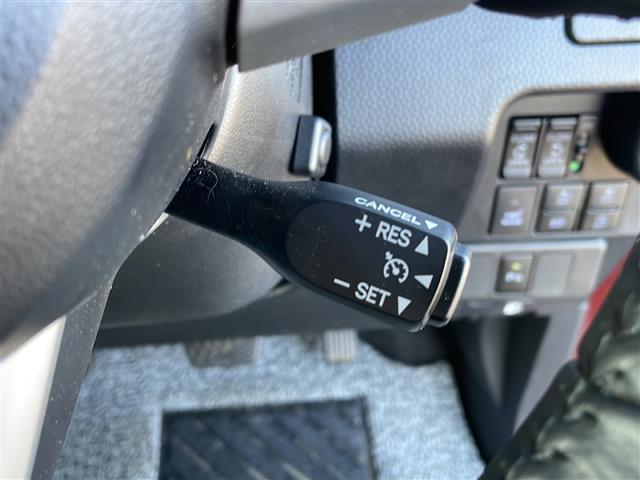 CANCEL▼
+ RES ▲
◀
− SET ▼